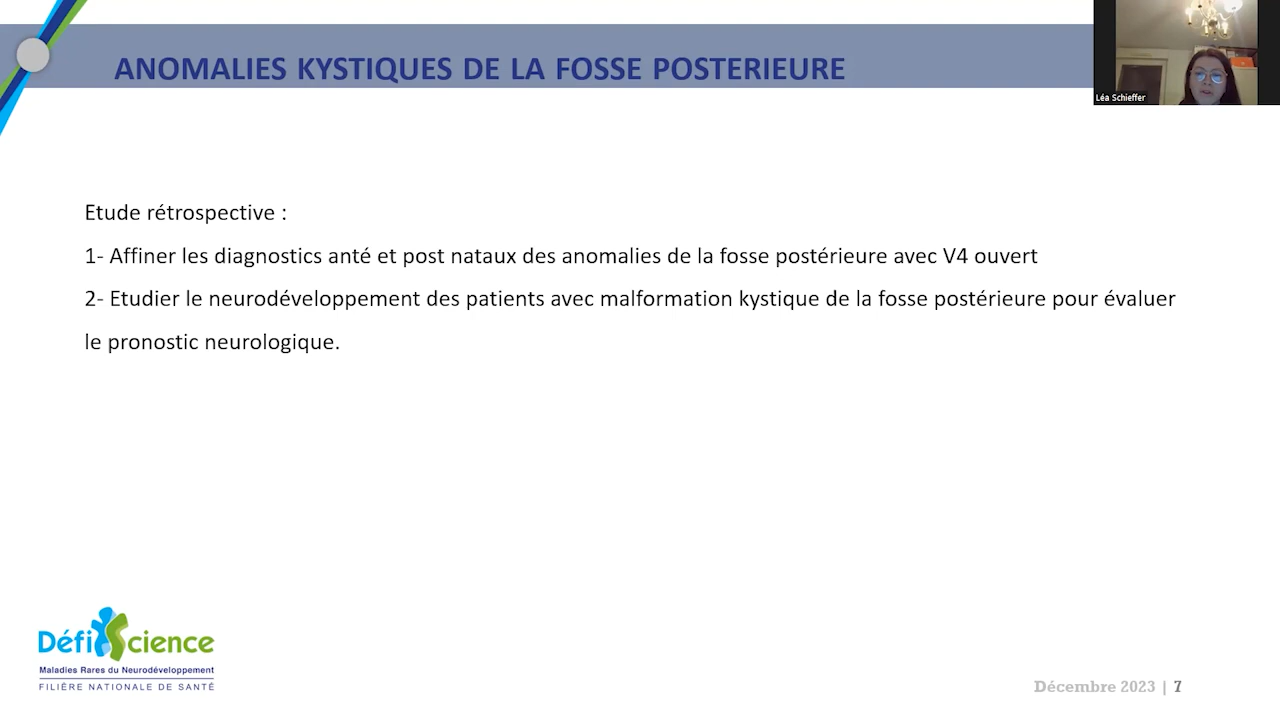 ANOMALIES KYSTIQUES DE LA FOSSE POSTERIEURE
Léa Schieffer
Etude rétrospective :
1- Affiner les diagnostics anté et post nataux des anomalies de la fosse postérieure avec V4 ouvert
2- Etudier le neurodéveloppement des patients avec malformation kystique de la fosse postérieure pour évaluer
le pronostic neurologique.
DéfiScience
Maladies Rares du Neurodéveloppement
FILIÈRE NATIONALE DE SANTÉ
Décembre 2023 | 7